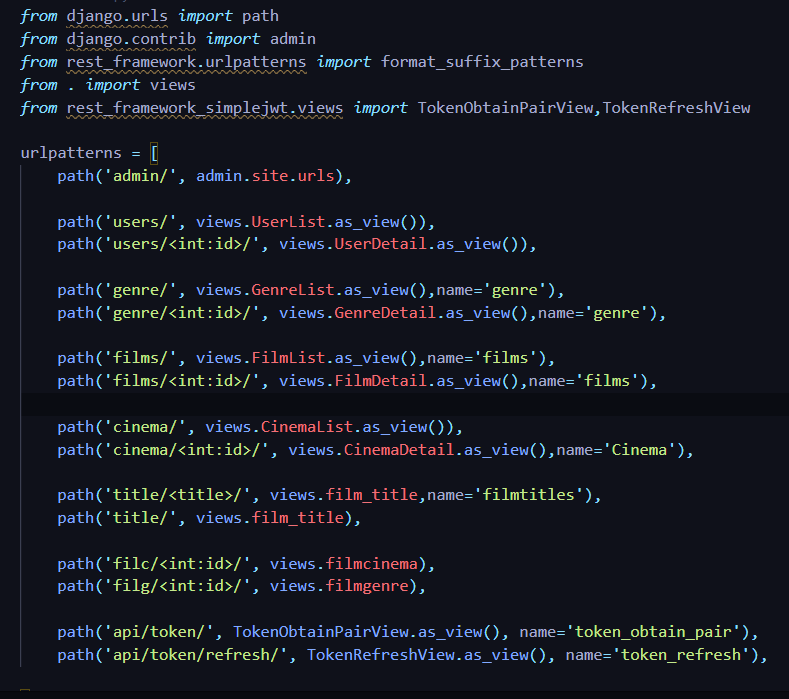 from django.urls import path
from django.contrib import admin
from rest_framework.urlpatterns import format_suffix_patterns
from . import views
from rest_framework_simplejwt.views import TokenObtainPairView,TokenRefreshView
urlpatterns = [
path('admin/', admin.site.urls),
path('users/', views.UserList.as_view()),
path('users/<int:id>/', views.UserDetail.as_view()),
path('genre/', views.GenreList.as_view(),name='genre'),
path('genre/<int:id>/', views.GenreDetail.as_view(),name='genre'),
path('films/', views.FilmList.as_view(),name='films'),
path('films/<int:id>/', views.FilmDetail.as_view(),name='films'),
path('cinema/', views.CinemaList.as_view()),
path('cinema/<int:id>/', views.CinemaDetail.as_view(),name='Cinema'),
path('title/<title>/', views.film_title,name='filmtitles'),
path('title/', views.film_title),
path('filc/<int:id>/', views.filmcinema),
path('filg/<int:id>/', views.filmgenre),
path('api/token/', TokenObtainPairView.as_view(), name='token_obtain_pair'),
path('api/token/refresh/', TokenRefreshView.as_view(), name='token_refresh'),